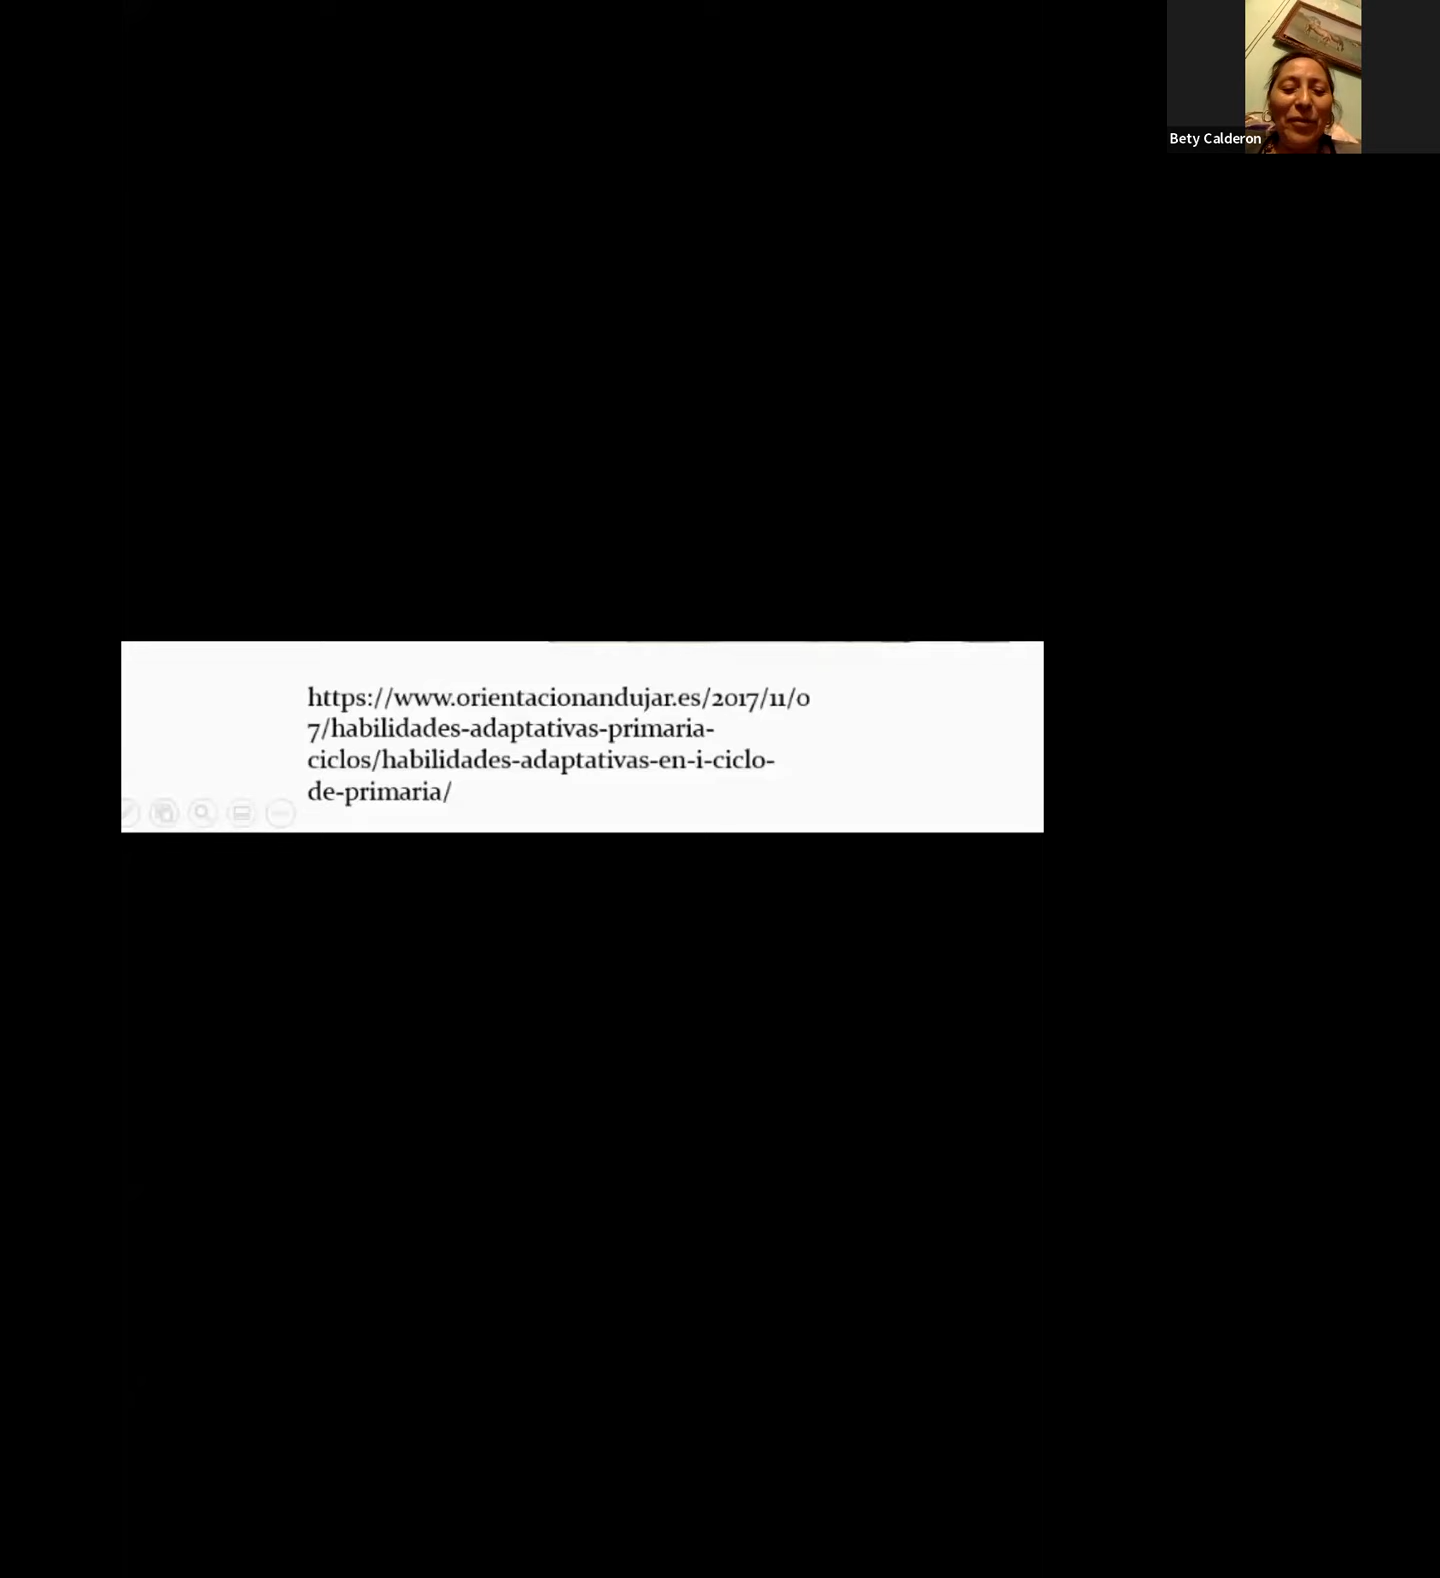 Bety Calderon
https://www.orientacionandujar.es/2017/11/0
7/habilidades-adaptativas-primaria-
ciclos/habilidades-adaptativas-en-i-ciclo-
de-primaria/